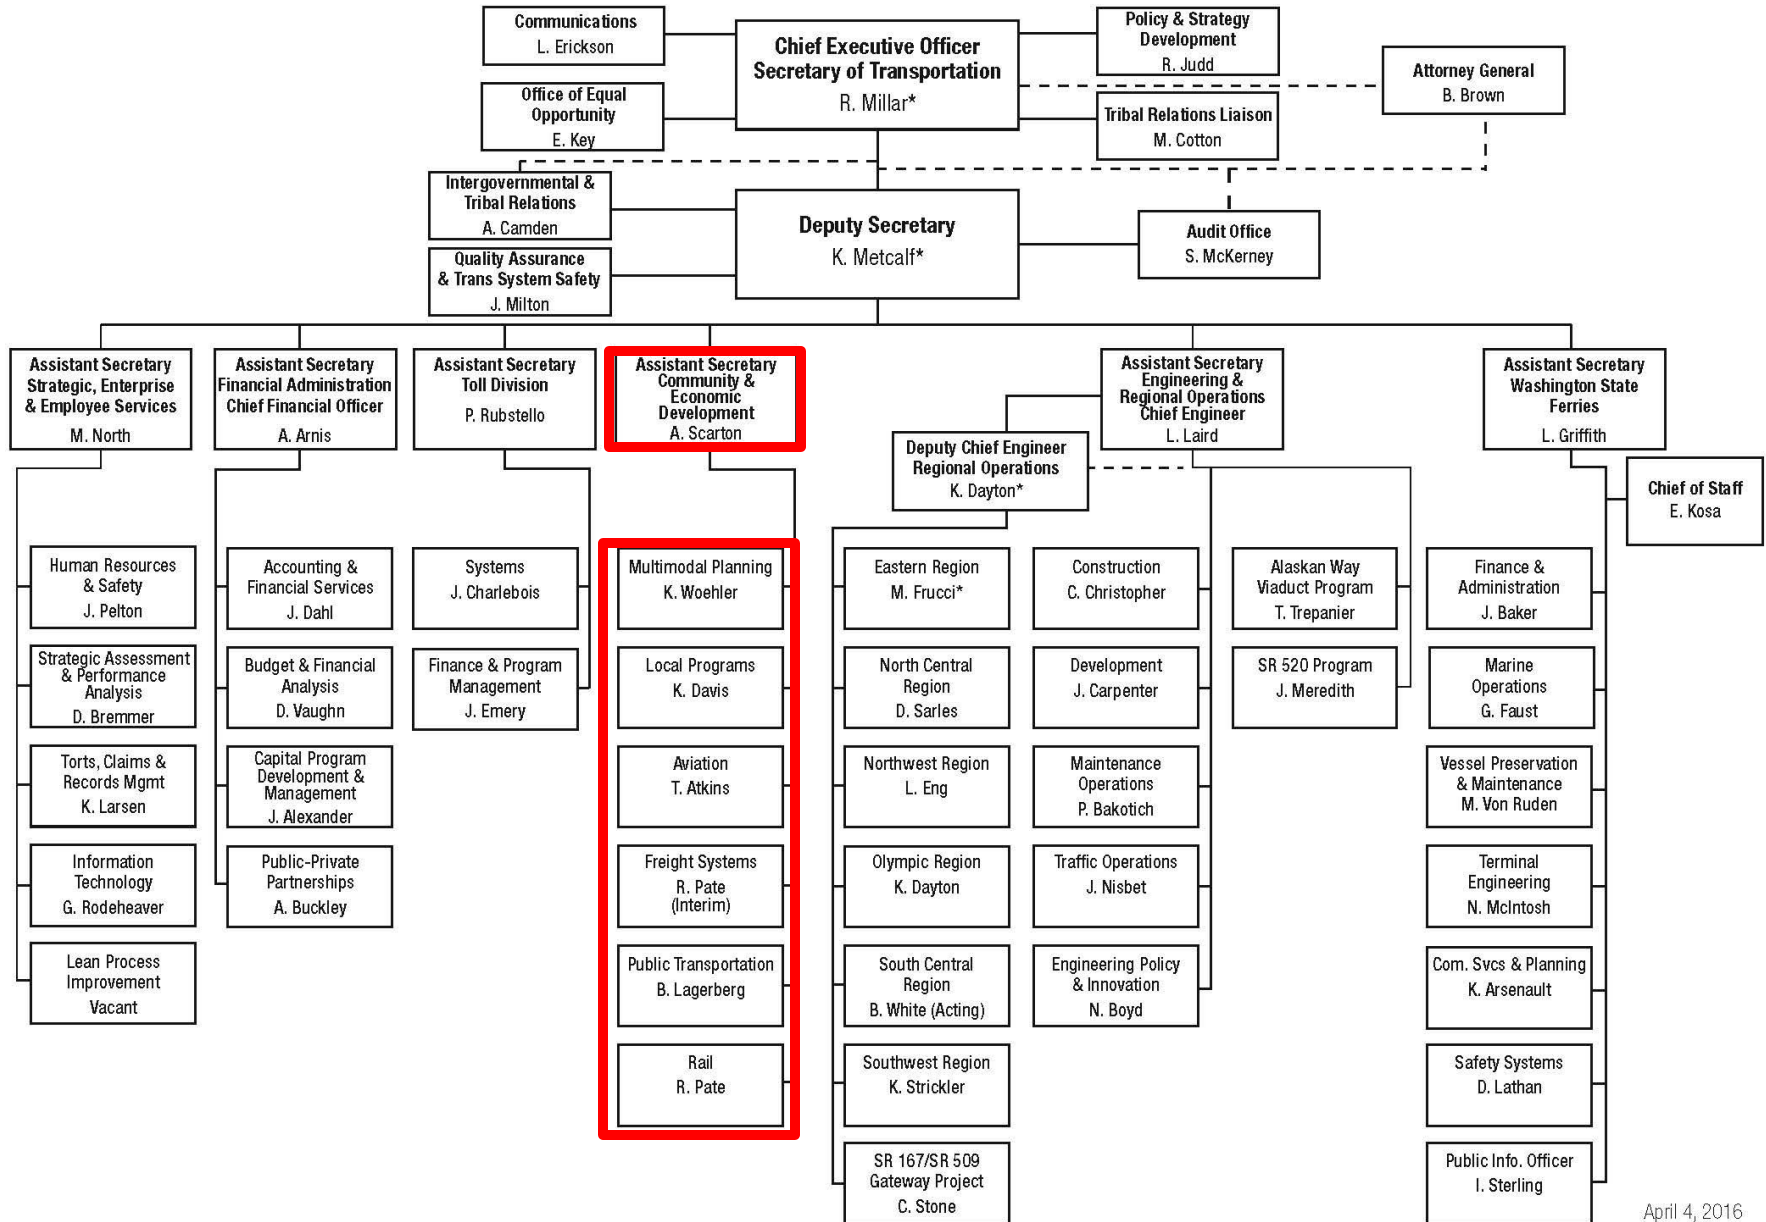 Communications
L. Erickson
Chief Executive Officer
Secretary of Transportation
R. Millar*
Policy & Strategy
Development
R. Judd
Attorney General
B. Brown
Office of Equal
Opportunity
E. Key
Tribal Relations Liaison
M. Cotton
Intergovernmental &
Tribal Relations
A. Camden
Deputy Secretary
K. Metcalf*
Audit Office
S. McKerney
Quality Assurance
& Trans System Safety
J. Milton
Assistant Secretary
Strategic, Enterprise
& Employee Services
M. North
Assistant Secretary
Financial Administration
Chief Financial Officer
A. Arnis
Assistant Secretary
Toll Division
P. Rubstello
Assistant Secretary
Community &
Economic
Development
A. Scarton
Assistant Secretary
Engineering &
Regional Operations
Chief Engineer
L. Laird
Assistant Secretary
Washington State
Ferries
L. Griffith
Deputy Chief Engineer
Regional Operations
K. Dayton*
Chief of Staff
E. Kosa
Human Resources
& Safety
J. Pelton
Strategic Assessment
& Performance
Analysis
D. Bremmer
Torts, Claims &
Records Mgmt
K. Larsen
Information
Technology
G. Rodeheaver
Lean Process
Improvement
Vacant
Accounting &
Financial Services
J. Dahl
Budget & Financial
Analysis
D. Vaughn
Capital Program
Development &
Management
J. Alexander
Public-Private
Partnerships
A. Buckley
Systems
J. Charlebois
Finance & Program
Management
J. Emery
Multimodal Planning
K. Woehler
Local Programs
K. Davis
Aviation
T. Atkins
Freight Systems
R. Pate
(Interim)
Public Transportation
B. Lagerberg
Rail
R. Pate
Eastern Region
M. Frucci*
North Central
Region
D. Sarles
Northwest Region
L. Eng
Olympic Region
K. Dayton
South Central
Region
B. White (Acting)
Southwest Region
K. Strickler
SR 167/SR 509
Gateway Project
C. Stone
Construction
C. Christopher
Development
J. Carpenter
Maintenance
Operations
P. Bakotich
Traffic Operations
J. Nisbet
Engineering Policy
& Innovation
N. Boyd
Alaskan Way
Viaduct Program
T. Trepanier
SR 520 Program
J. Meredith
Finance &
Administration
J. Baker
Marine
Operations
G. Faust
Vessel Preservation
& Maintenance
M. Von Ruden
Terminal
Engineering
N. McIntosh
Com. Svcs & Planning
K. Arsenault
Safety Systems
D. Lathan
Public Info. Officer
I. Sterling
April 4, 2016